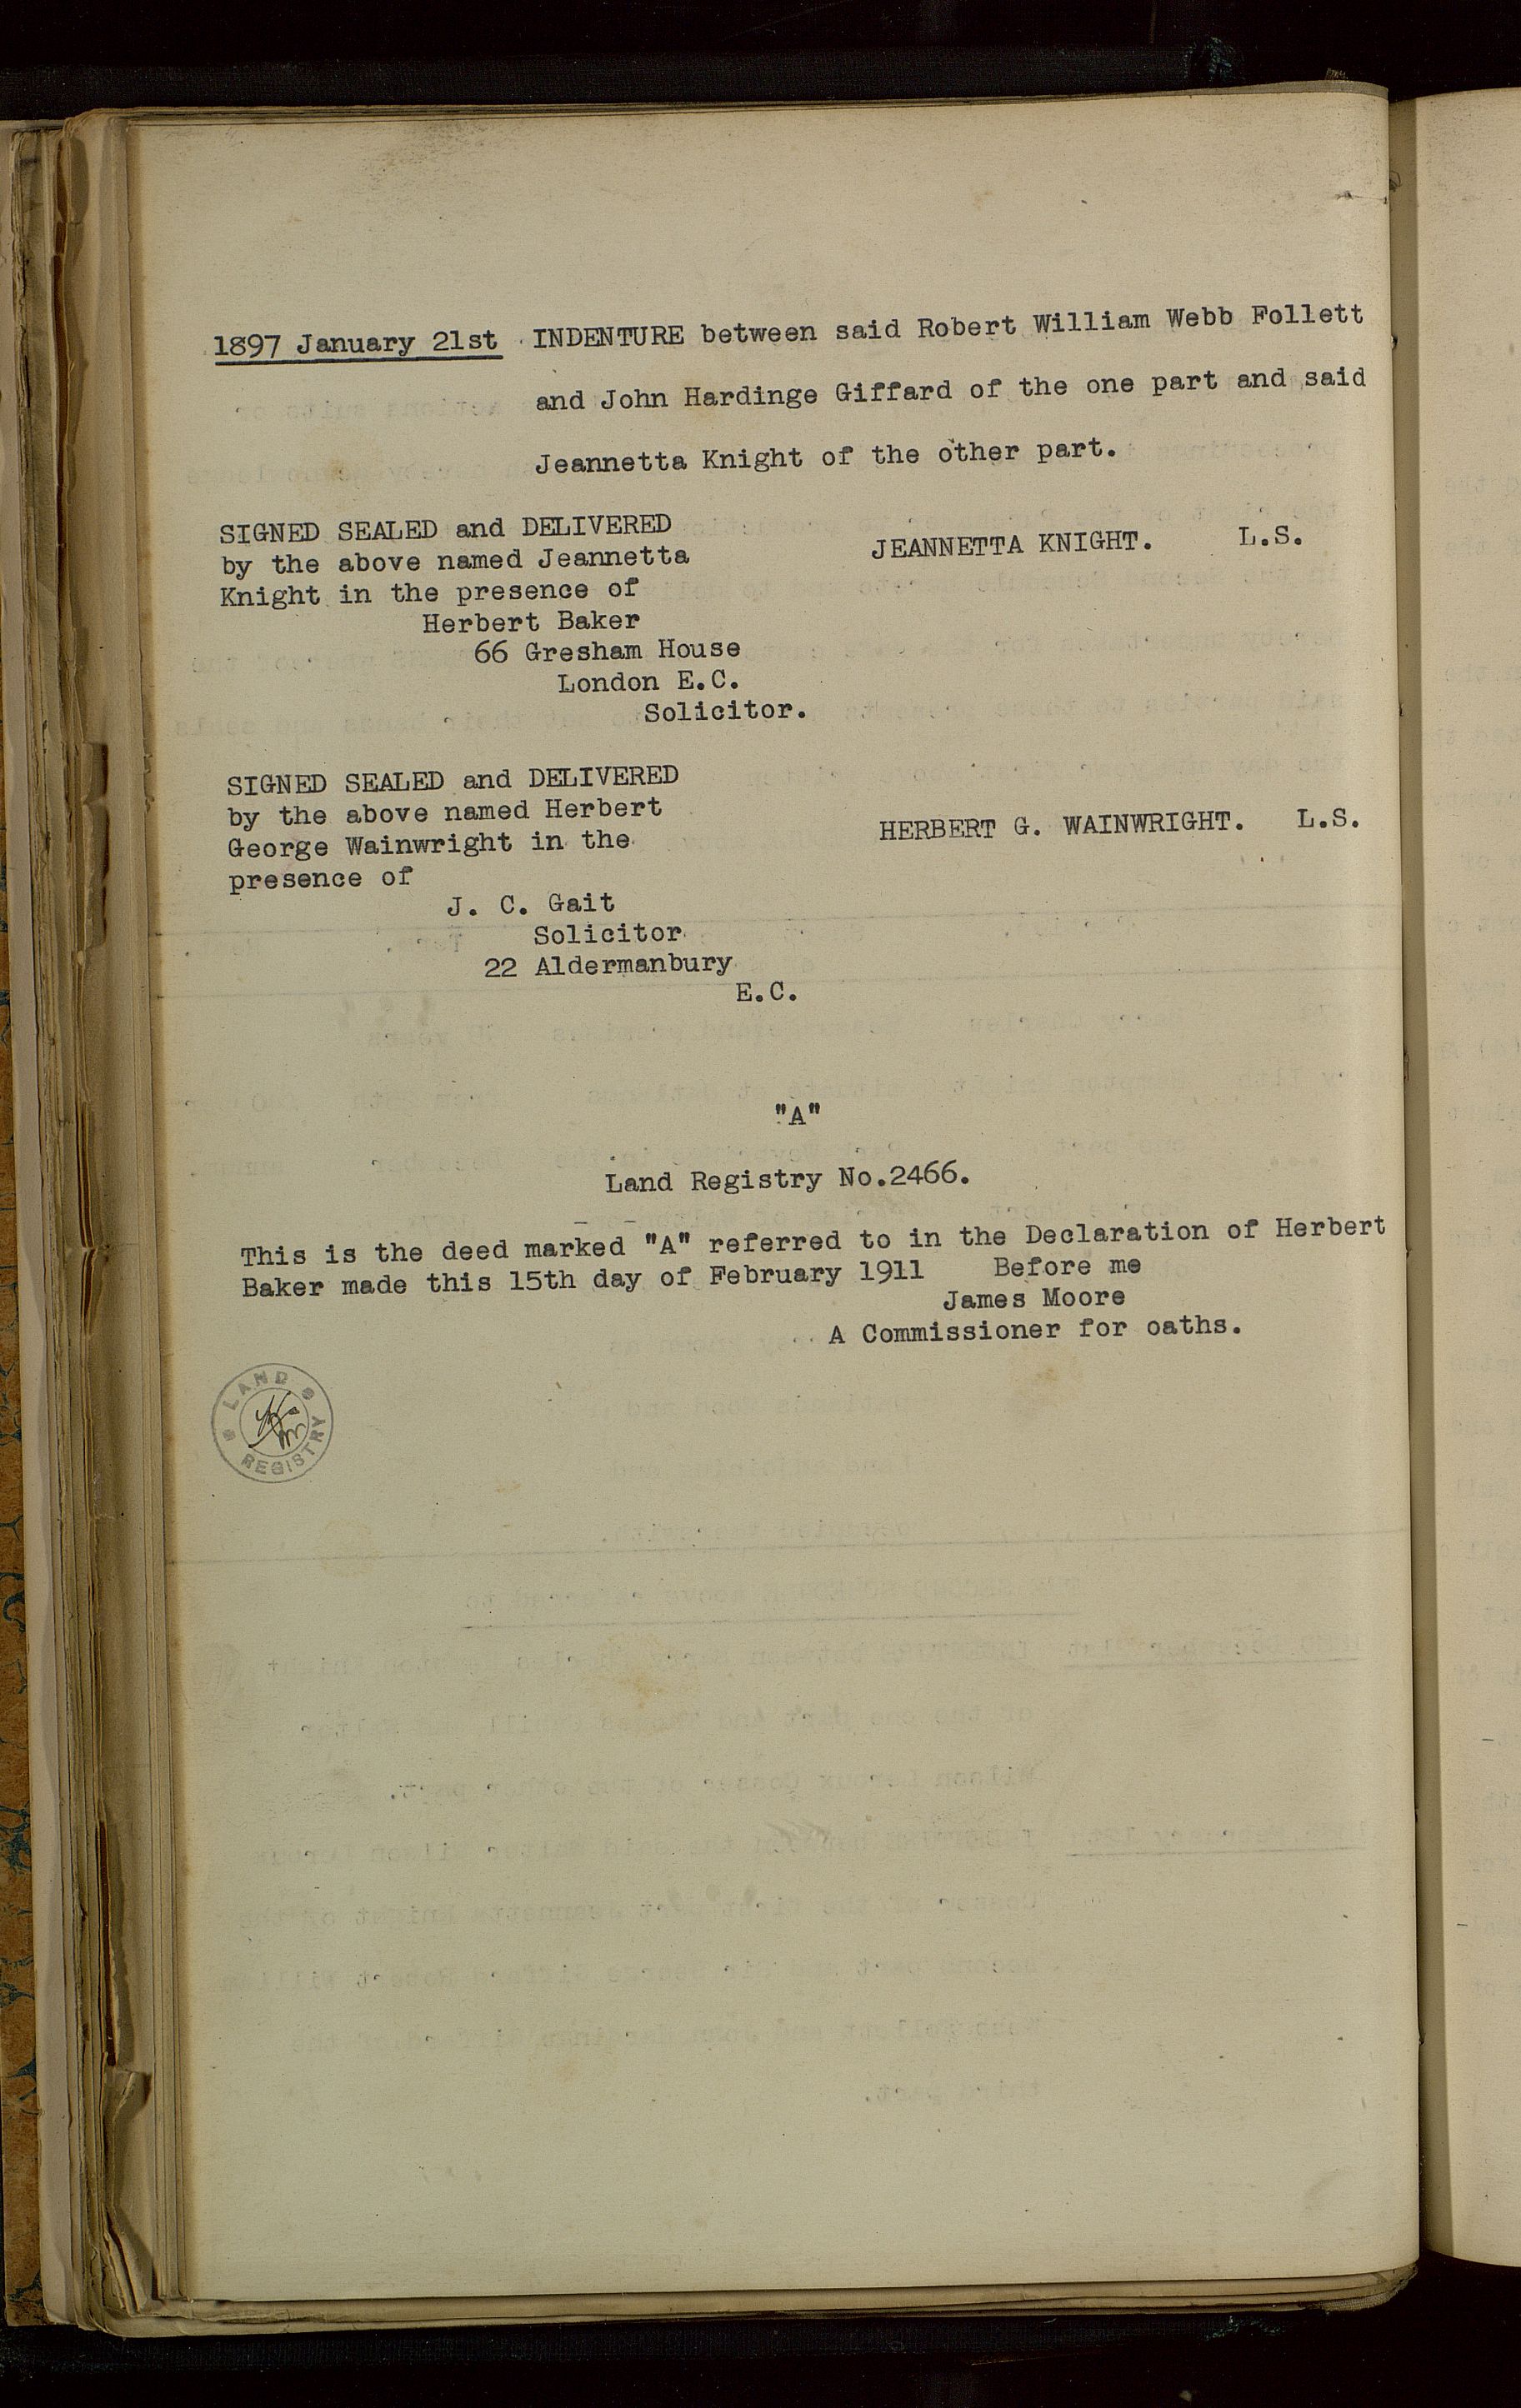 1897 January 21st INDENTURE between said Robert William Webb Follett
and John Hardinge Giffard of the one part and said
Jeannetta Knight of the other part.
SIGNED SEALED and DELIVERED
by the above named Jeannetta
Knight in the presence of
JEANNETTA KNIGHT. L.S.
Herbert Baker
66 Gresham House
London E.C.
Solicitor.
SIGNED SEALED and DELIVERED
by the above named Herbert
George Wainwright in the
presence of
HERBERT G. WAINWRIGHT. L.S.
J. C. Gait
Solicitor
22 Aldermanbury
E.C.
"A"
Land Registry No.2466.
This is the deed marked "A" referred to in the Declaration of Herbert
Baker made this 15th day of February 1911 Before me
James Moore
A Commissioner for oaths.
LAND
REGISTRY